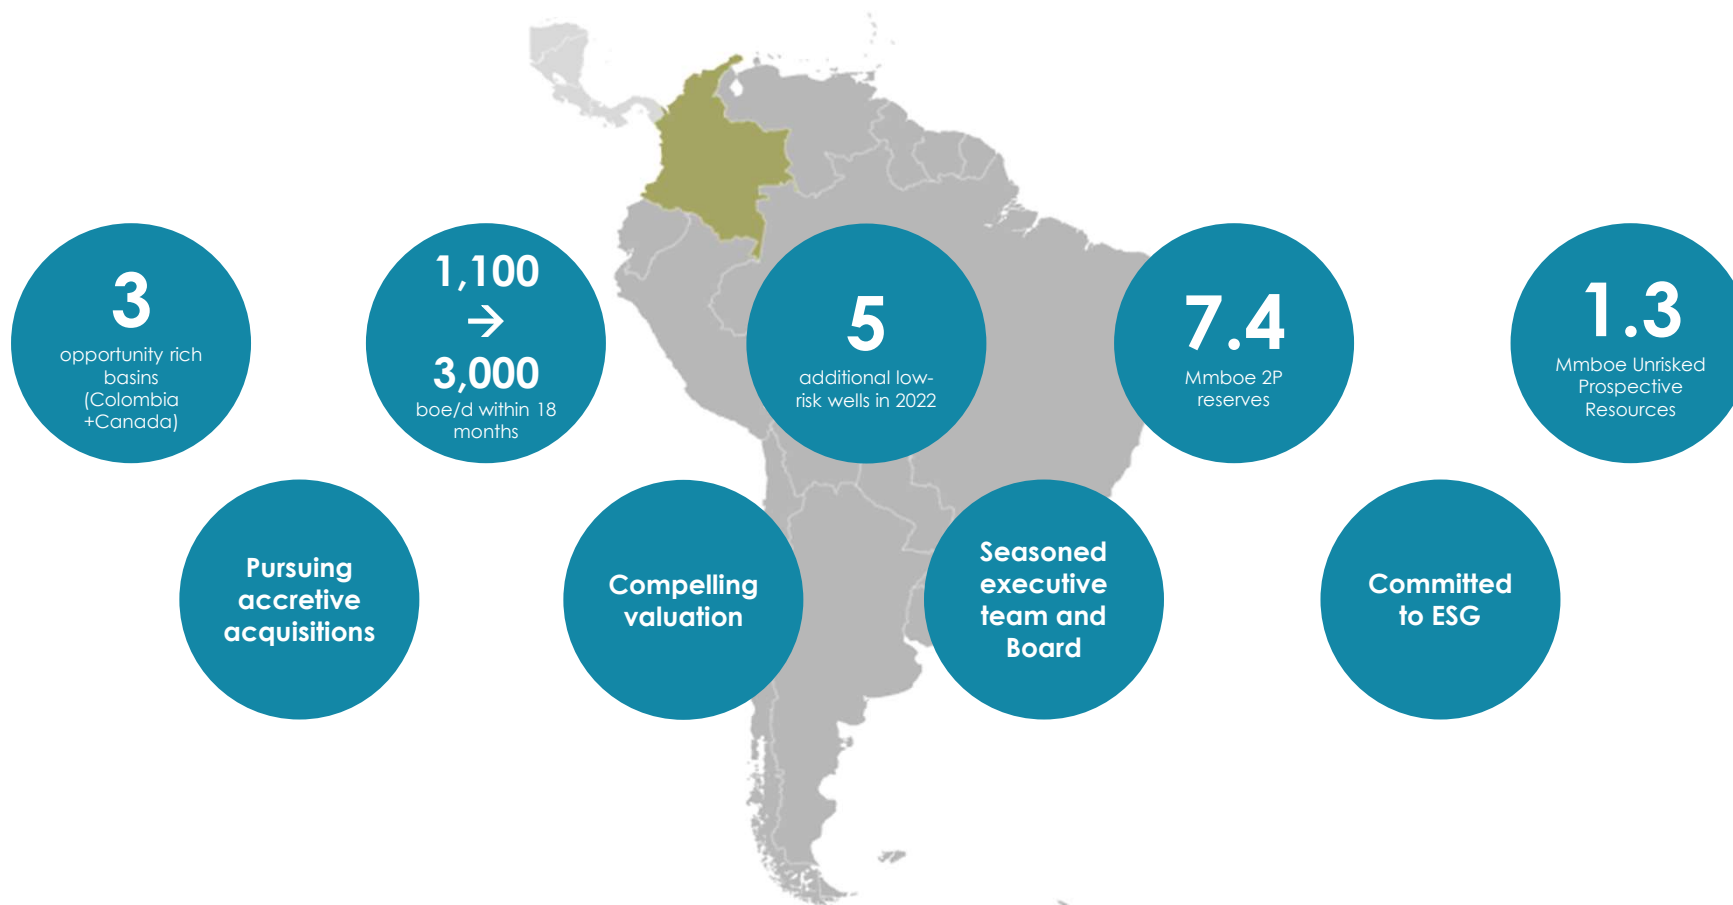 3
opportunity rich
basins
(Colombia
+Canada)
1,100
→
3,000
boe/d within 18
months
5
additional low-
risk wells in 2022
7.4
Mmboe 2P
reserves
1.3
Mmboe Unrisked
Prospective
Resources
Pursuing
accretive
acquisitions
Compelling
valuation
Seasoned
executive
team and
Board
Committed
to ESG